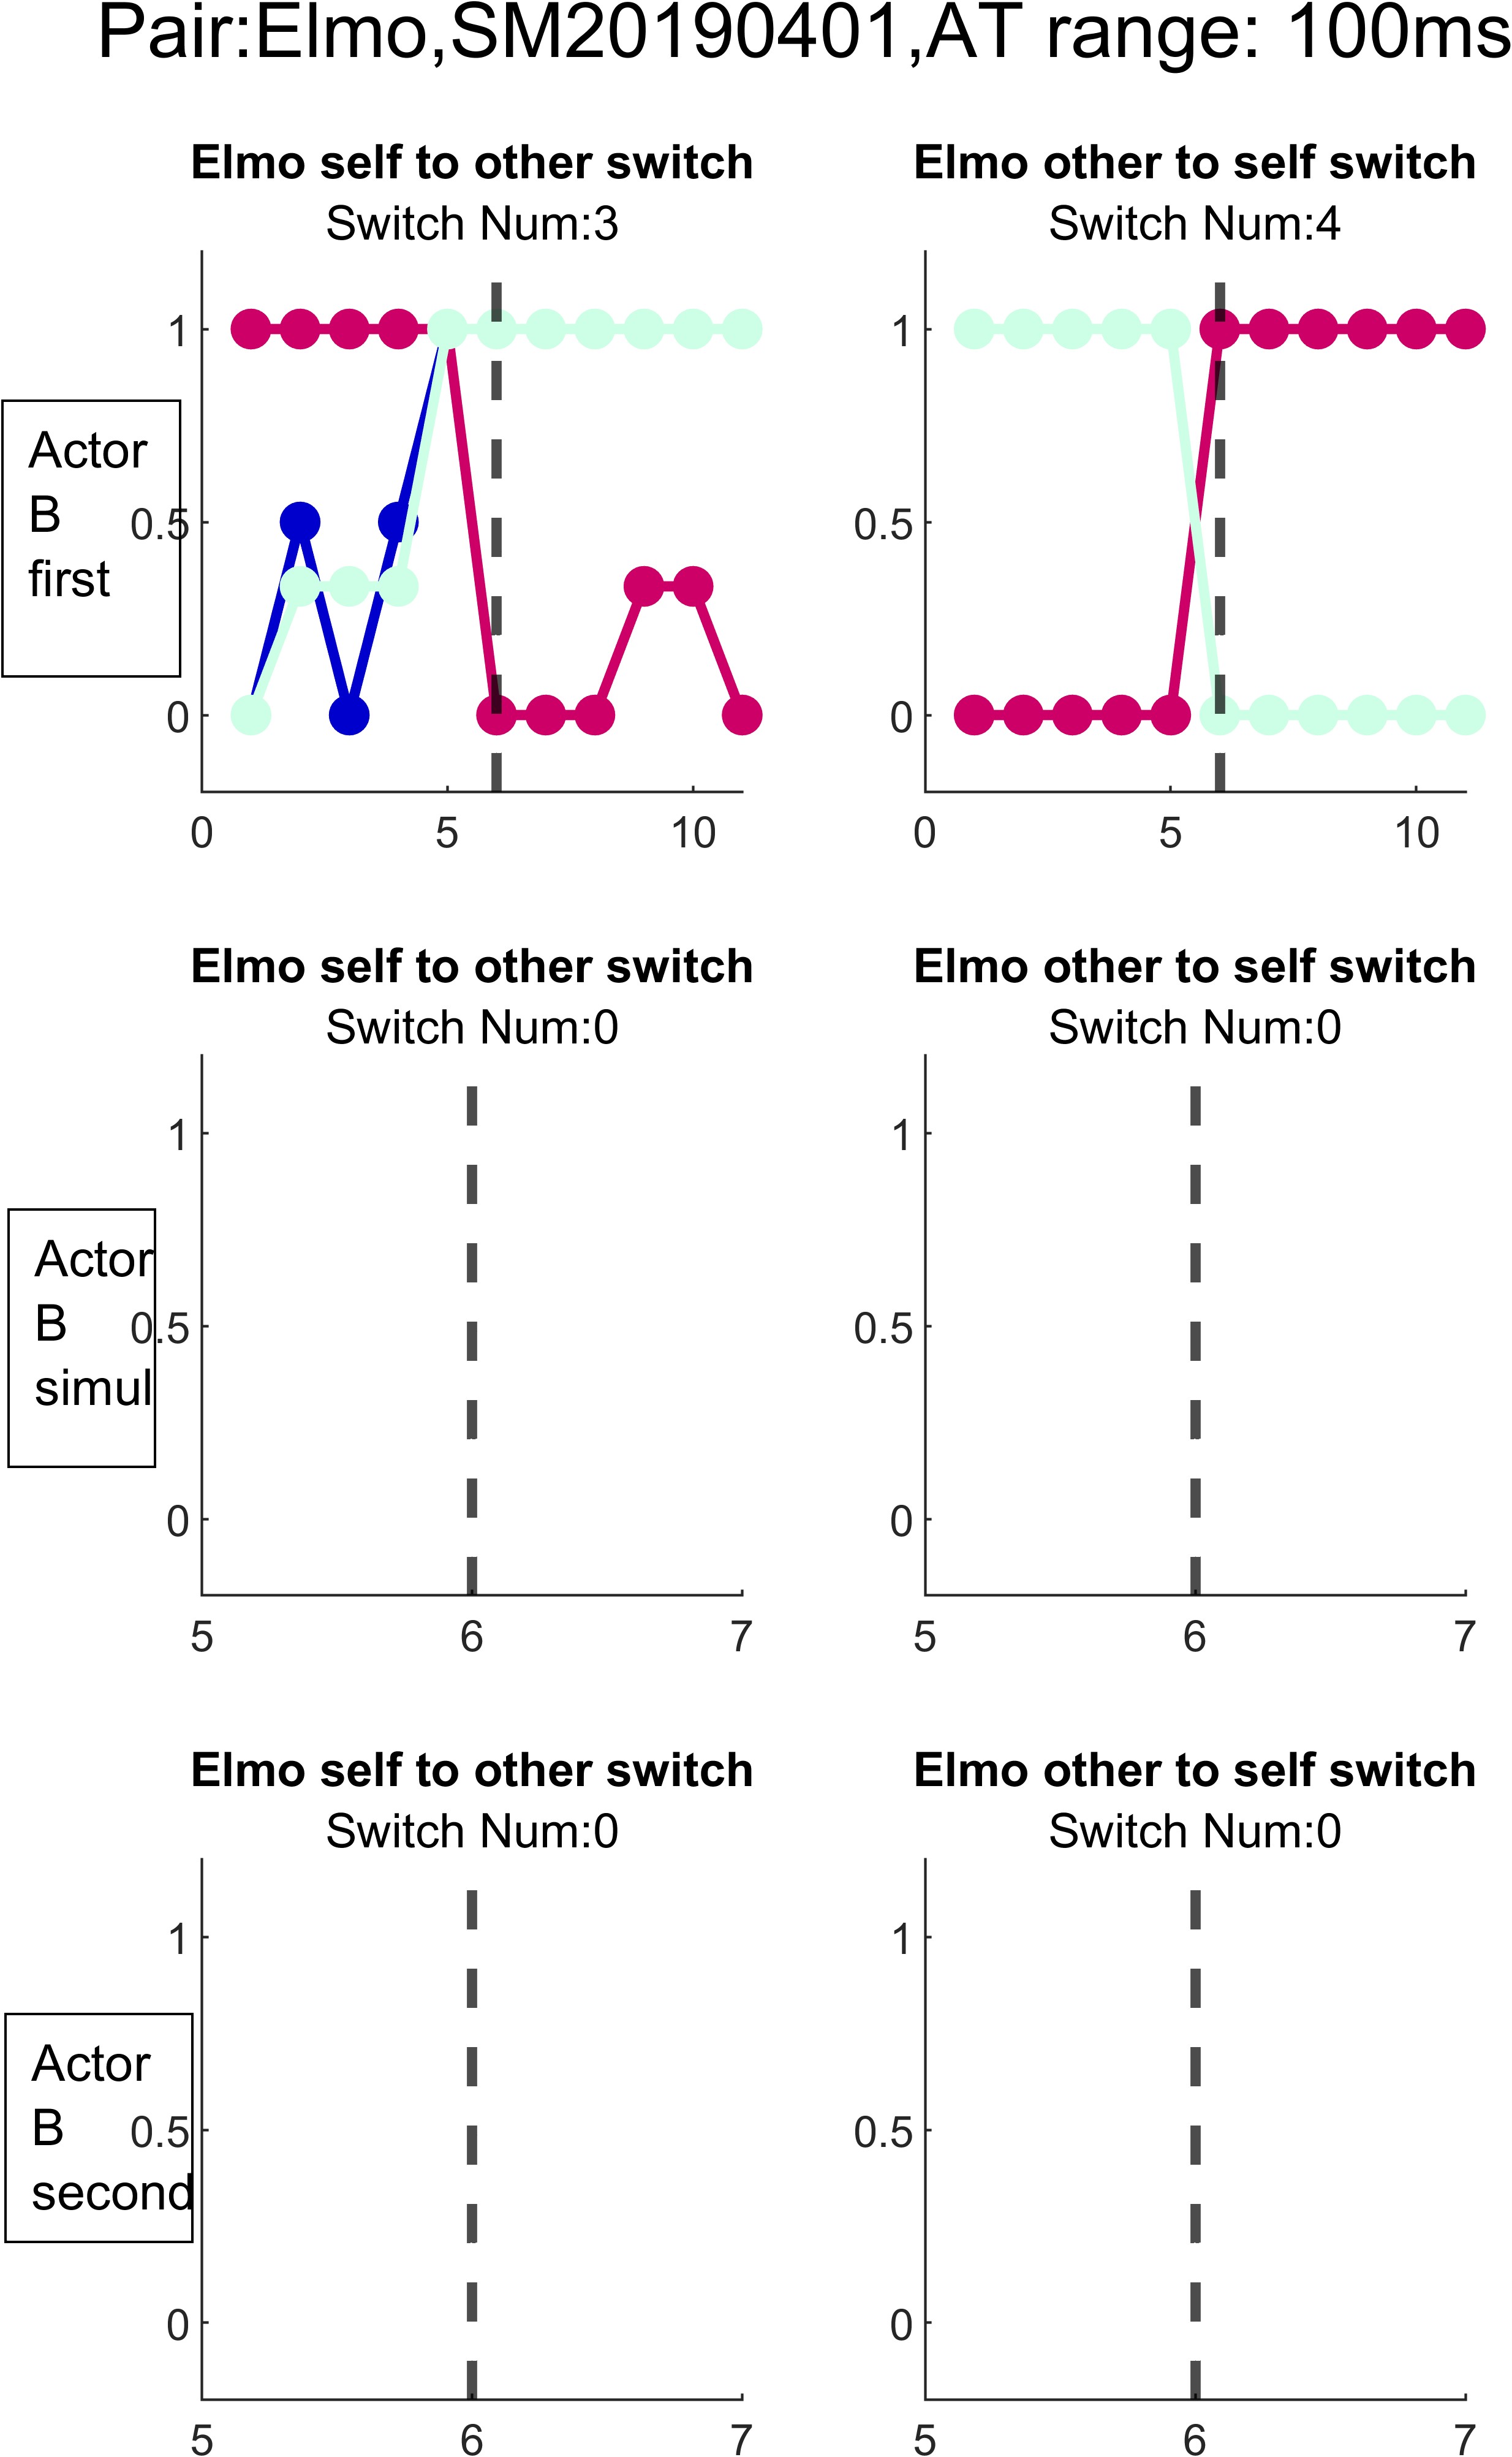 Pair:Elmo,SM20190401,AT range: 100ms
Elmo self to other switch
Switch Num:3
Elmo other to self switch
Switch Num:4
Actor
B
first
1
0.5
0
0
5
10
1
0.5
0
0
5
10
Elmo self to other switch
Switch Num:0
Elmo other to self switch
Switch Num:0
Actor
B
simul
1
0.5
0
5
6
7
1
0.5
0
5
6
7
Elmo self to other switch
Switch Num:0
Elmo other to self switch
Switch Num:0
Actor
B
second
1
0.5
0
5
6
7
1
0.5
0
5
6
7